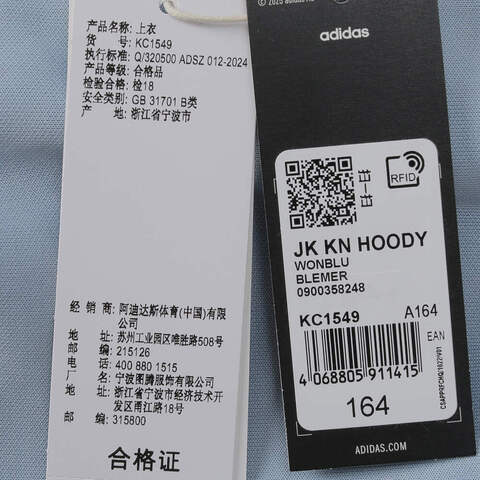 产品名称: 上衣
货 号: KC1549
执行标准: Q/320500 ADSZ 012-2024
产品等级: 合格品
检验合格: 检18
安全类别: GB 31701 B类
产 地: 浙江省宁波市
经 销 商: 阿迪达斯体育(中国)有限公司
地 址: 苏州工业园区唯胜路508号
邮 编: 215126
电 话: 400 880 1515
厂 名: 宁波图腾服饰有限公司
地 址: 浙江省宁波市经济技术开
发区甬江路18号
邮 编: 315800
合格证
© 2025 adidas
adidas
RFID
JK KN HOODY
WONBLU
BLEMER
0900358248
KC1549 A164
EAN
4 068805 911415
164
ADIDAS.COM